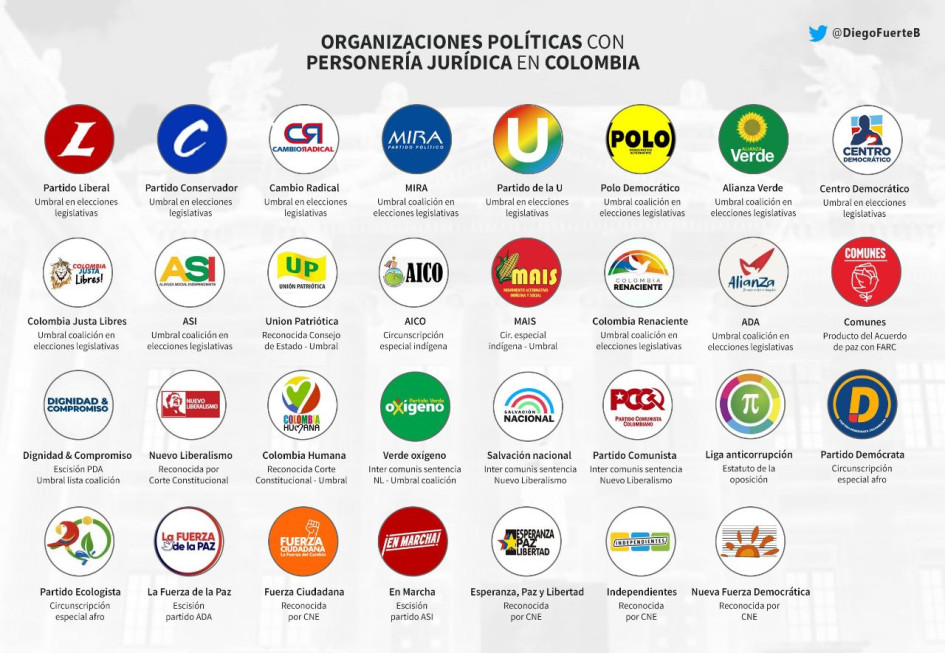 @DiegoFuerteB
ORGANIZACIONES POLÍTICAS CON
PERSONERÍA JURÍDICA EN COLOMBIA
L
C
CR
CAMBIO RADICAL
MIRA
PARTIDO POLÍTICO
U
POLO
ALIANZA
Verde
CENTRO
DEMOCRÁTICO
Partido Liberal
Umbral en elecciones
legislativas
Partido Conservador
Umbral en elecciones
legislativas
Cambio Radical
Umbral en elecciones
legislativas
MIRA
Umbral coalición en
elecciones legislativas
Partido de la U
Umbral en elecciones
legislativas
Polo Democrático
Umbral coalición en
elecciones legislativas
Alianza Verde
Umbral coalición en
elecciones legislativas
Centro Democrático
Umbral en elecciones
legislativas
COLOMBIA
JUSTA
Libres!
ASI
ALIANZA SOCIAL INDEPENDIENTE
UP
UNIÓN PATRIÓTICA
AICO
MAIS
MOVIMIENTO ALTERNATIVO
INDÍGENA Y SOCIAL
COLOMBIA
RENACIENTE
Alianza
COMUNES
Colombia Justa Libres
Umbral coalición en
elecciones legislativas
ASI
Umbral coalición en
elecciones legislativas
Union Patriótica
Reconocida Consejo
de Estado - Umbral
AICO
Circunscripción
especial indígena
MAIS
Cir. especial
indígena - Umbral
Colombia Renaciente
Umbral coalición en
elecciones legislativas
ADA
Umbral coalición en
elecciones legislativas
Comunes
Producto del Acuerdo
de paz con FARC
DIGNIDAD &
COMPROMISO
NUEVO
LIBERALISMO
COLOMBIA
HUMANA
Partido Verde
oxígeno
SALVACIÓN
NACIONAL
PCC
PARTIDO COMUNISTA
COLOMBIANO
π
D
Dignidad & Compromiso
Escisión PDA
Umbral lista coalición
Nuevo Liberalismo
Reconocida por
Corte Constitucional
Colombia Humana
Reconocida Corte
Constitucional - Umbral
Verde oxígeno
Inter comunis sentencia
NL - Umbral coalición
Salvación nacional
Inter comunis sentencia
Nuevo Liberalismo
Partido Comunista
Inter comunis sentencia
Nuevo Liberalismo
Liga anticorrupción
Estatuto de la
oposición
Partido Demócrata
Circunscripción
especial afro
La FUERZA
de la PAZ
FUERZA
CIUDADANA
La Fuerza del Cambio
¡EN MARCHA!
ESPERANZA
PAZ
LIBERTAD
INDEPENDIENTES
Partido Ecologista
Circunscripción
especial afro
La Fuerza de la Paz
Escisión
partido ADA
Fuerza Ciudadana
Reconocida
por CNE
En Marcha
Escisión
partido ASI
Esperanza, Paz y Libertad
Reconocida
por CNE
Independientes
Reconocida
por CNE
Nueva Fuerza Democrática
Reconocida por
CNE